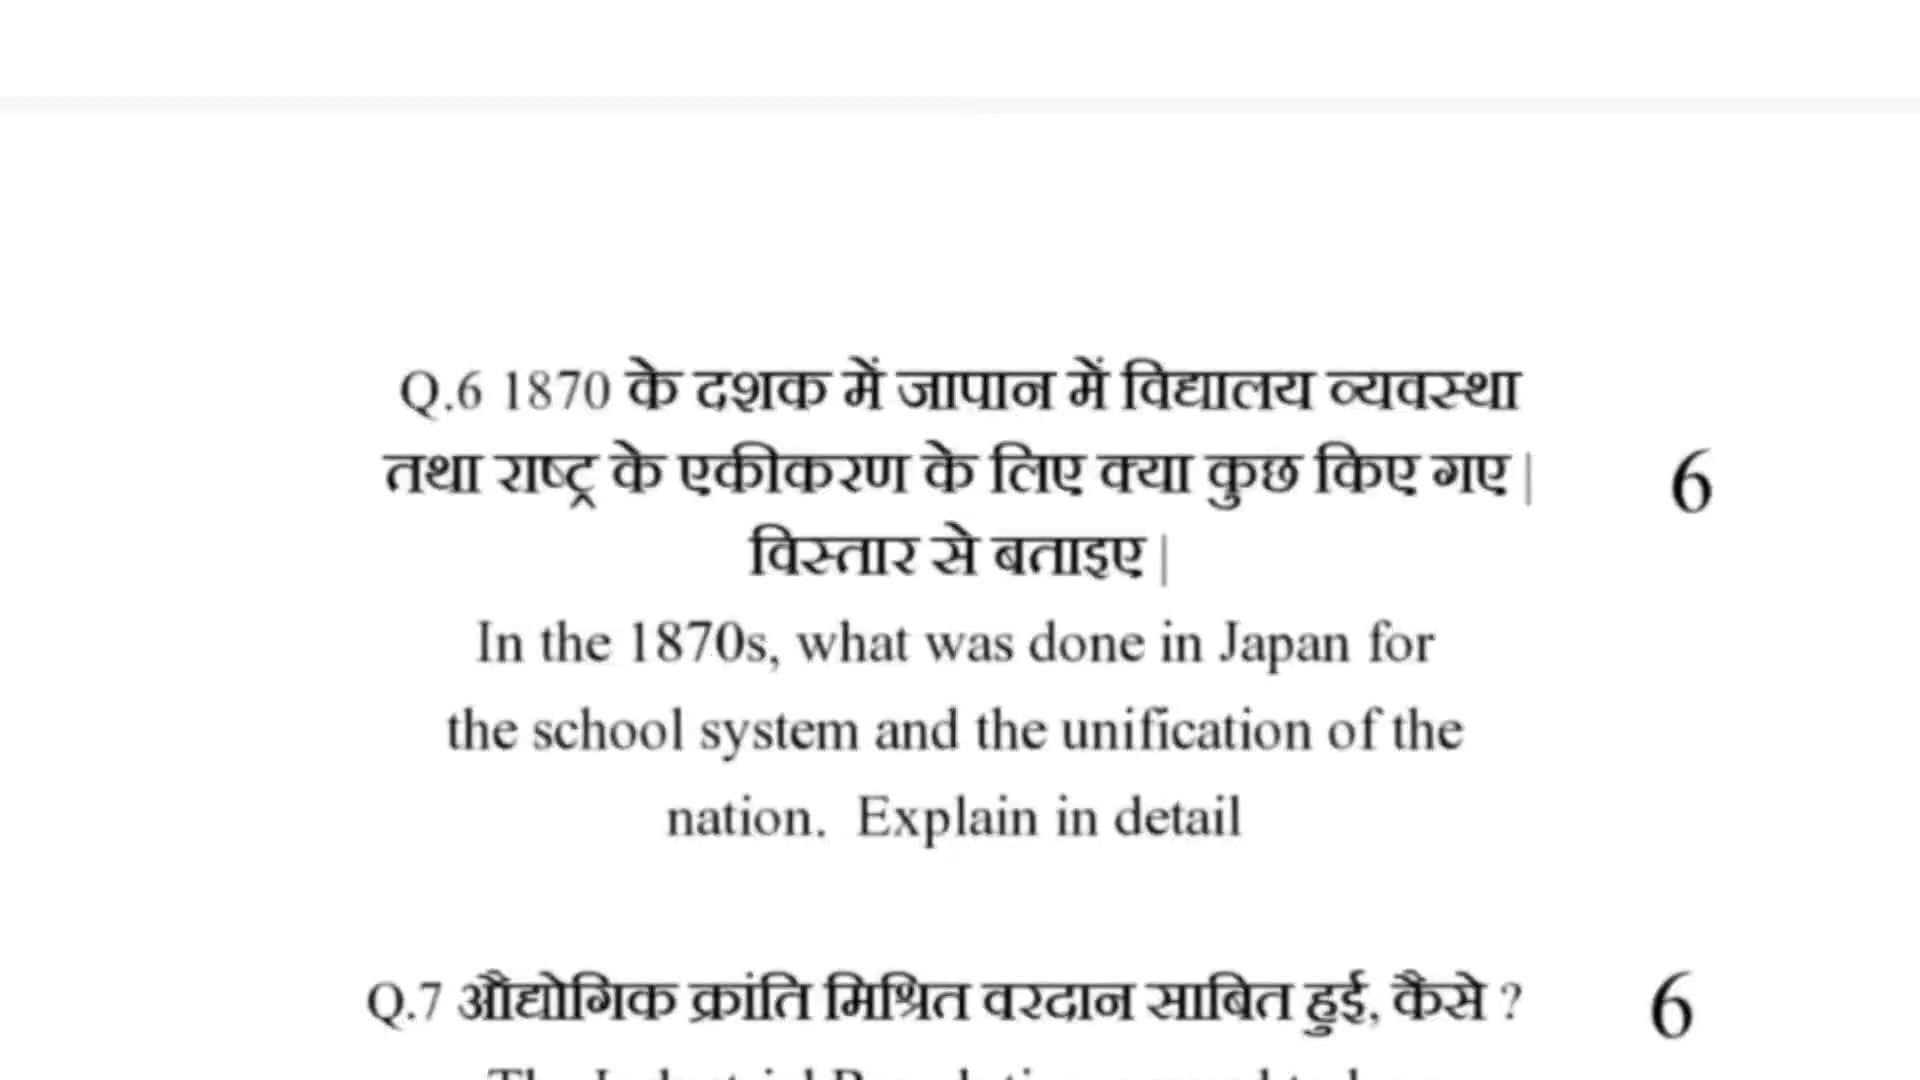 Q.6 1870 के दशक में जापान में विद्यालय व्यवस्था
तथा राष्ट्र के एकीकरण के लिए क्या कुछ किए गए | 6
विस्तार से बताइए |
In the 1870s, what was done in Japan for
the school system and the unification of the
nation. Explain in detail
Q.7 औद्योगिक क्रांति मिश्रित वरदान साबित हुई, कैसे ? 6